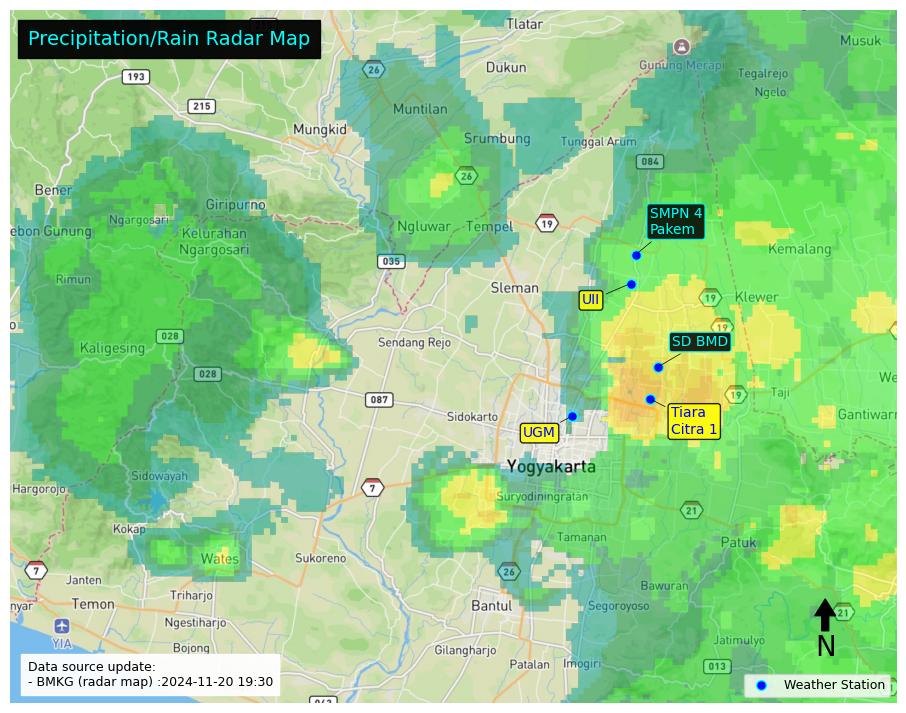 Precipitation/Rain Radar Map
Tlatar
Musuk
Gunung Merapi
Dukun
Tegalrejo
Ngelo
26
193
215
Muntilan
Mungkid
Srumbung
Tunggal Arum
084
26
Bener
Giripurno
Ngargosari
ebon Gunung
Kelurahan
Ngargosari
Ngluwar
Tempel
19
SMPN 4
Pakem
Kemalang
035
Rimun
Sleman
UII
19
Klewer
19
028
Kaligesing
Sendang Rejo
SD BMD
028
087
19
Taji
We
Sidokarto
Tiara
Citra 1
Gantiwar
UGM
Yogyakarta
Sidowayah
Hargorojo
7
Suryodiningratan
21
Kokap
Tamanan
Patuk
Wates
Sukoreno
7
26
Janten
Bawuran
Temon
Triharjo
Bantul
Segoroyoso
21
nyar
Ngestiharjo
YIA
N
Bojong
Gilangharjo
Jatimulyo
Patalan
Imogiri
013
Data source update:
- BMKG (radar map) :2024-11-20 19:30
Weather Station